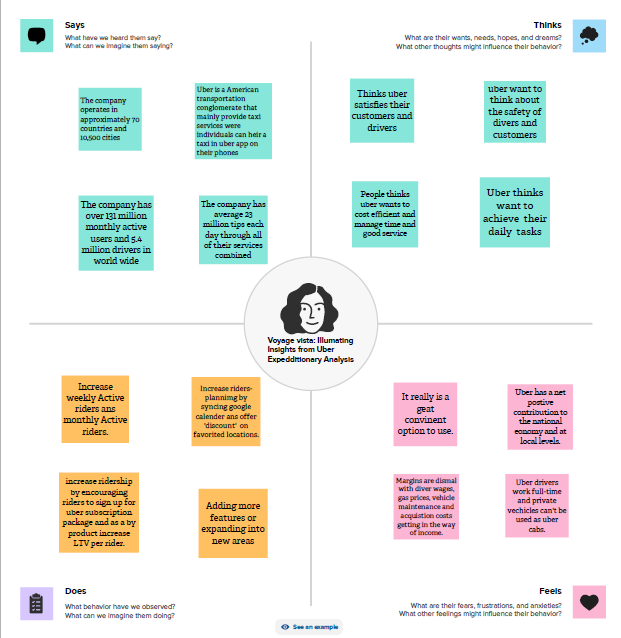 Says
What have we heard them say?
What can we imagine them saying?
Thinks
What are their wants, needs, hopes, and dreams?
What other thoughts might influence their behavior?
The company
operates in
approximately 70
countries and
10,500 cities
Uber is a American
transportation
conglomerate that
mainly provide taxi
services were
individuals can heir a
taxi in uber app on
their phones
Thinks uber
satisfies their
customers and
drivers
uber want to
think about
the safety of
divers and
customers
The company has
over 131 million
monthly active
users and 5.4
million drivers in
world wide
The company has
average 23
million tips each
day through all
of their services
combined
People thinks
uber wants to
cost efficient and
manage time and
good service
Uber thinks
want to
achieve their
daily tasks
Voyage vista: Illumating
Insights from Uber
Expedditionary Analysis
Increase
weekly Active
riders ans
monthly Active
riders.
Increase riders-
plannimg by
syncing google
calender ans offer
'discount' on
favorited locations.
It really is a
geat
convinent
option to use.
Uber has a net
postive
contribution to
the national
eonomy and at
local levels.
increase ridership
by encouraging
riders to sign up for
uber subscription
package and as a by
product increase
LTV per rider.
Adding more
features or
expanding into
new areas
Margins are dismal
with diver wages,
gas prices, vehicle
maintenance and
acquistion costs
getting in the way
of income.
Uber drivers
work full-time
and private
vechicles can't be
used as uber
cabs.
Does
What behavior have we observed?
What can we imagine them doing?
Feels
What are their fears, frustrations, and anxieties?
What other feelings might influence their behavior?
See an example